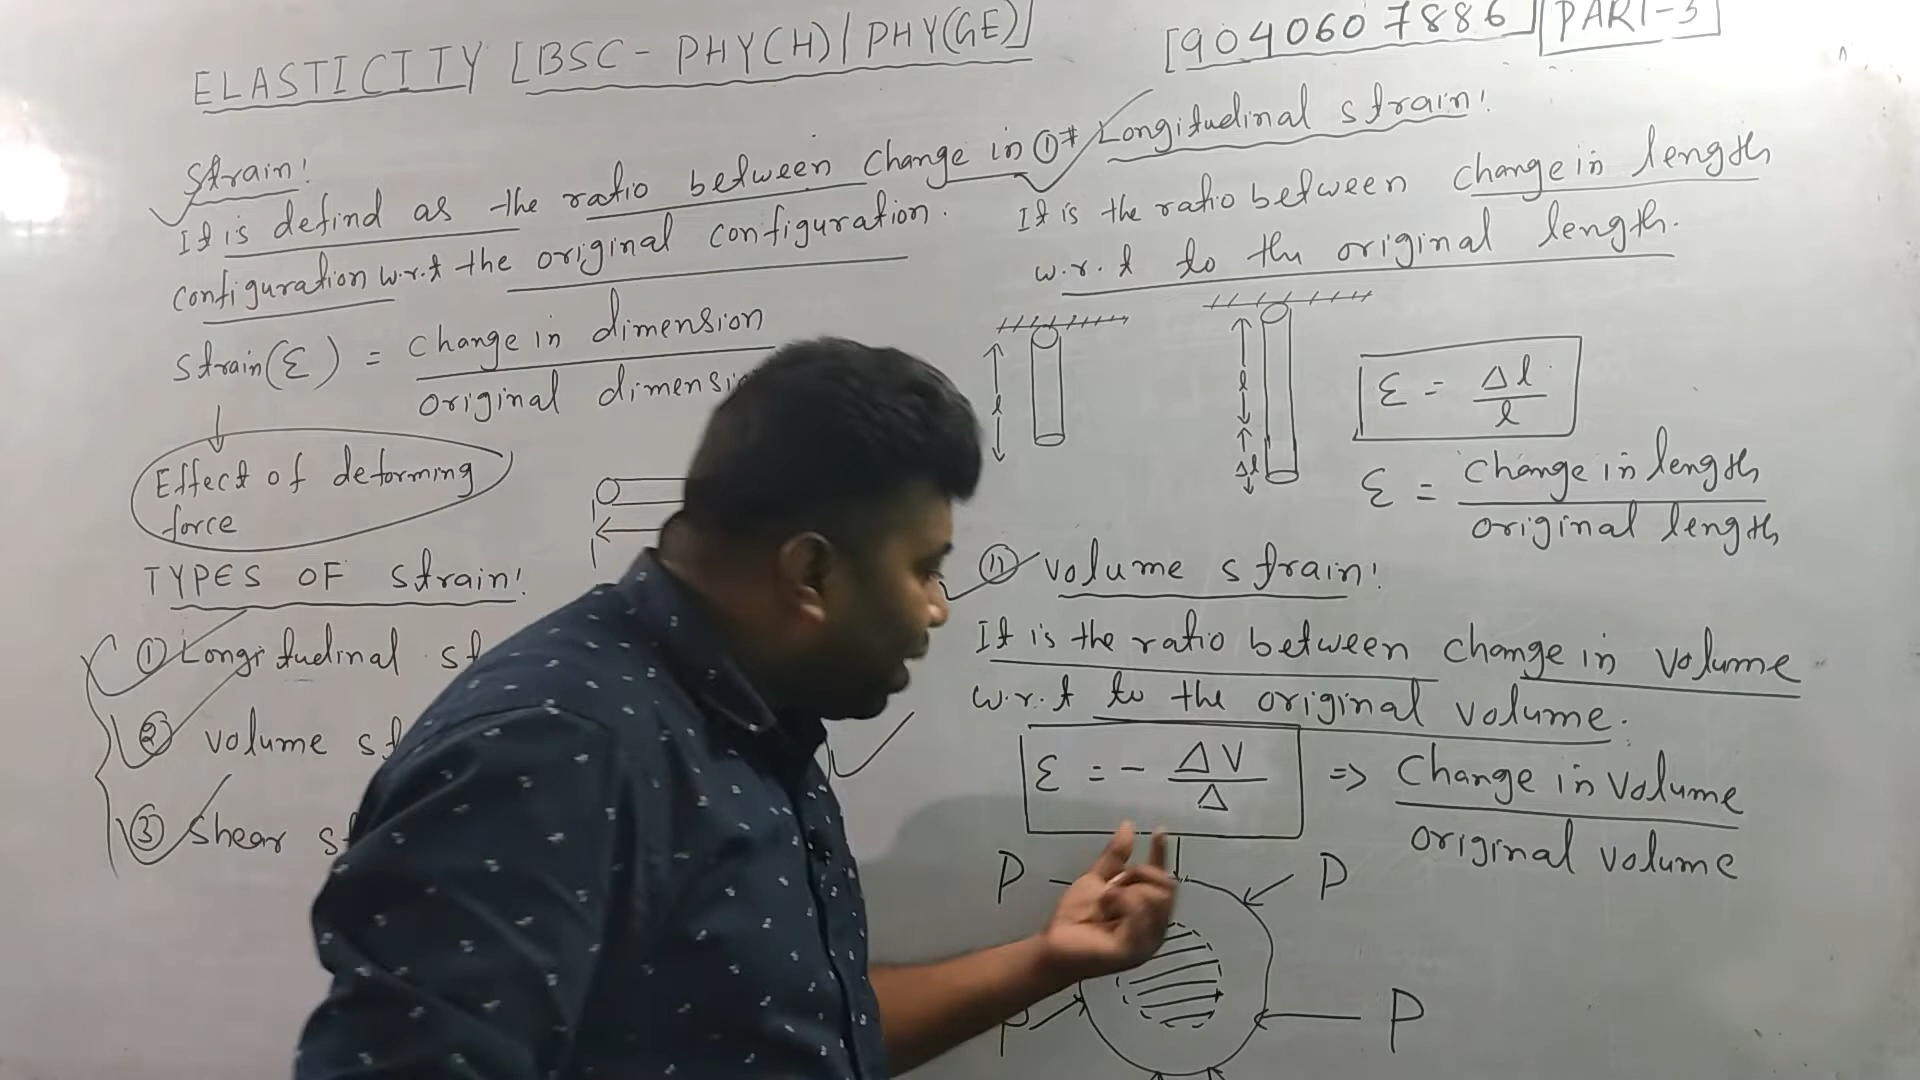 ELASTICITY [BSC - PHY(H) / PHY(GE)]
[9040607886] PART-3
Strain!
It is defind as the ratio between change in
configuration w.r.t the original configuration.
Strain(ε) = change in dimension
original
Effect of deforming
force
TYPES OF strain!
① Longitudinal
② volume
③ shear
①* Longitudinal strain!
It is the ratio between change in length
w.r.t to the original length.
l
l
Δl
ε = Δl
l
ε = change in length
original length
⑪ volume strain!
It is the ratio between change in volume
w.r.t to the original volume.
ε = - ΔV
Δ
=> Change in volume
original volume
P
P
P
P